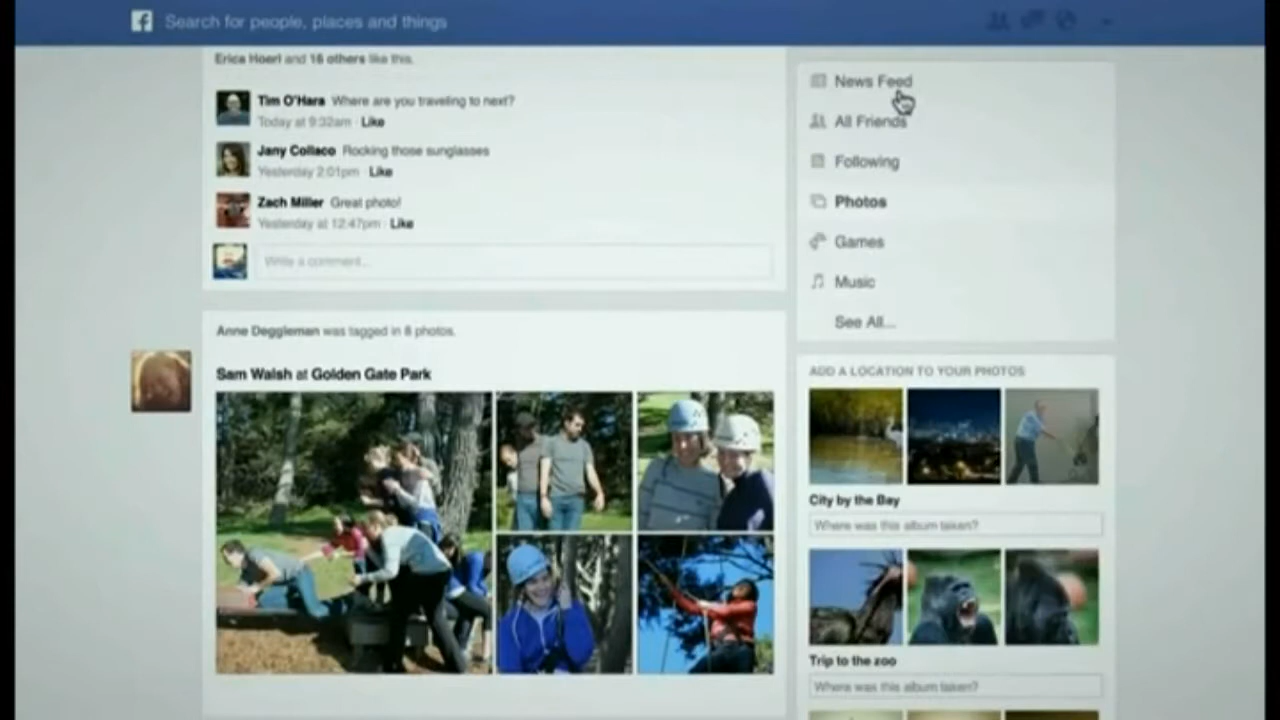 f Search for people, places and things
Erica Hoerl and 16 others like this.
Tim O'Hara Where are you traveling to next?
Today at 9:32am · Like
Jany Collaco Rocking those sunglasses
Yesterday 2:01pm · Like
Zach Miller Great photo!
Yesterday at 12:47pm · Like
Write a comment...
Anne Deggleman was tagged in 8 photos.
Sam Walsh at Golden Gate Park
News Feed
All Friends
Following
Photos
Games
Music
See All...
ADD A LOCATION TO YOUR PHOTOS
City by the Bay
Where was this album taken?
Trip to the zoo
Where was this album taken?